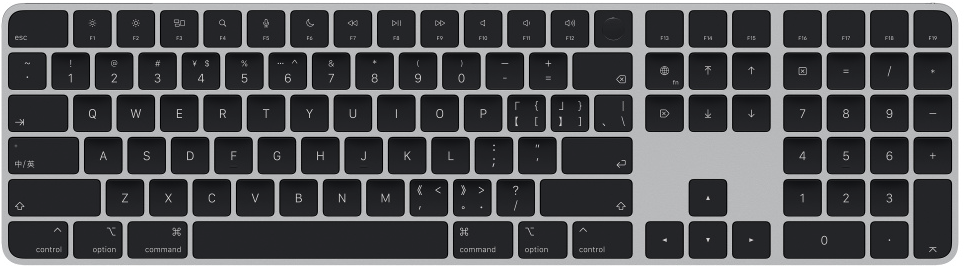 esc F1 F2 F3 F4 F5 F6 F7 F8 F9 F10 F11 F12 F13 F14 F15 F16 F17 F18 F19
~ · ! 1 @ 2 # 3 ¥ $ 4 % 5 … ^ 6 & 7 * 8 ( 9 ) 0 — - + = fn = / *
Q W E R T Y U I O P 「 { 【 [ 」 } 】 ] | 、 \ 7 8 9 −
中/英 A S D F G H J K L : ; " ' 4 5 6 +
Z X C V B N M 《 < , 》 > 。 . ? / 1 2 3
control option command command option control 0 .